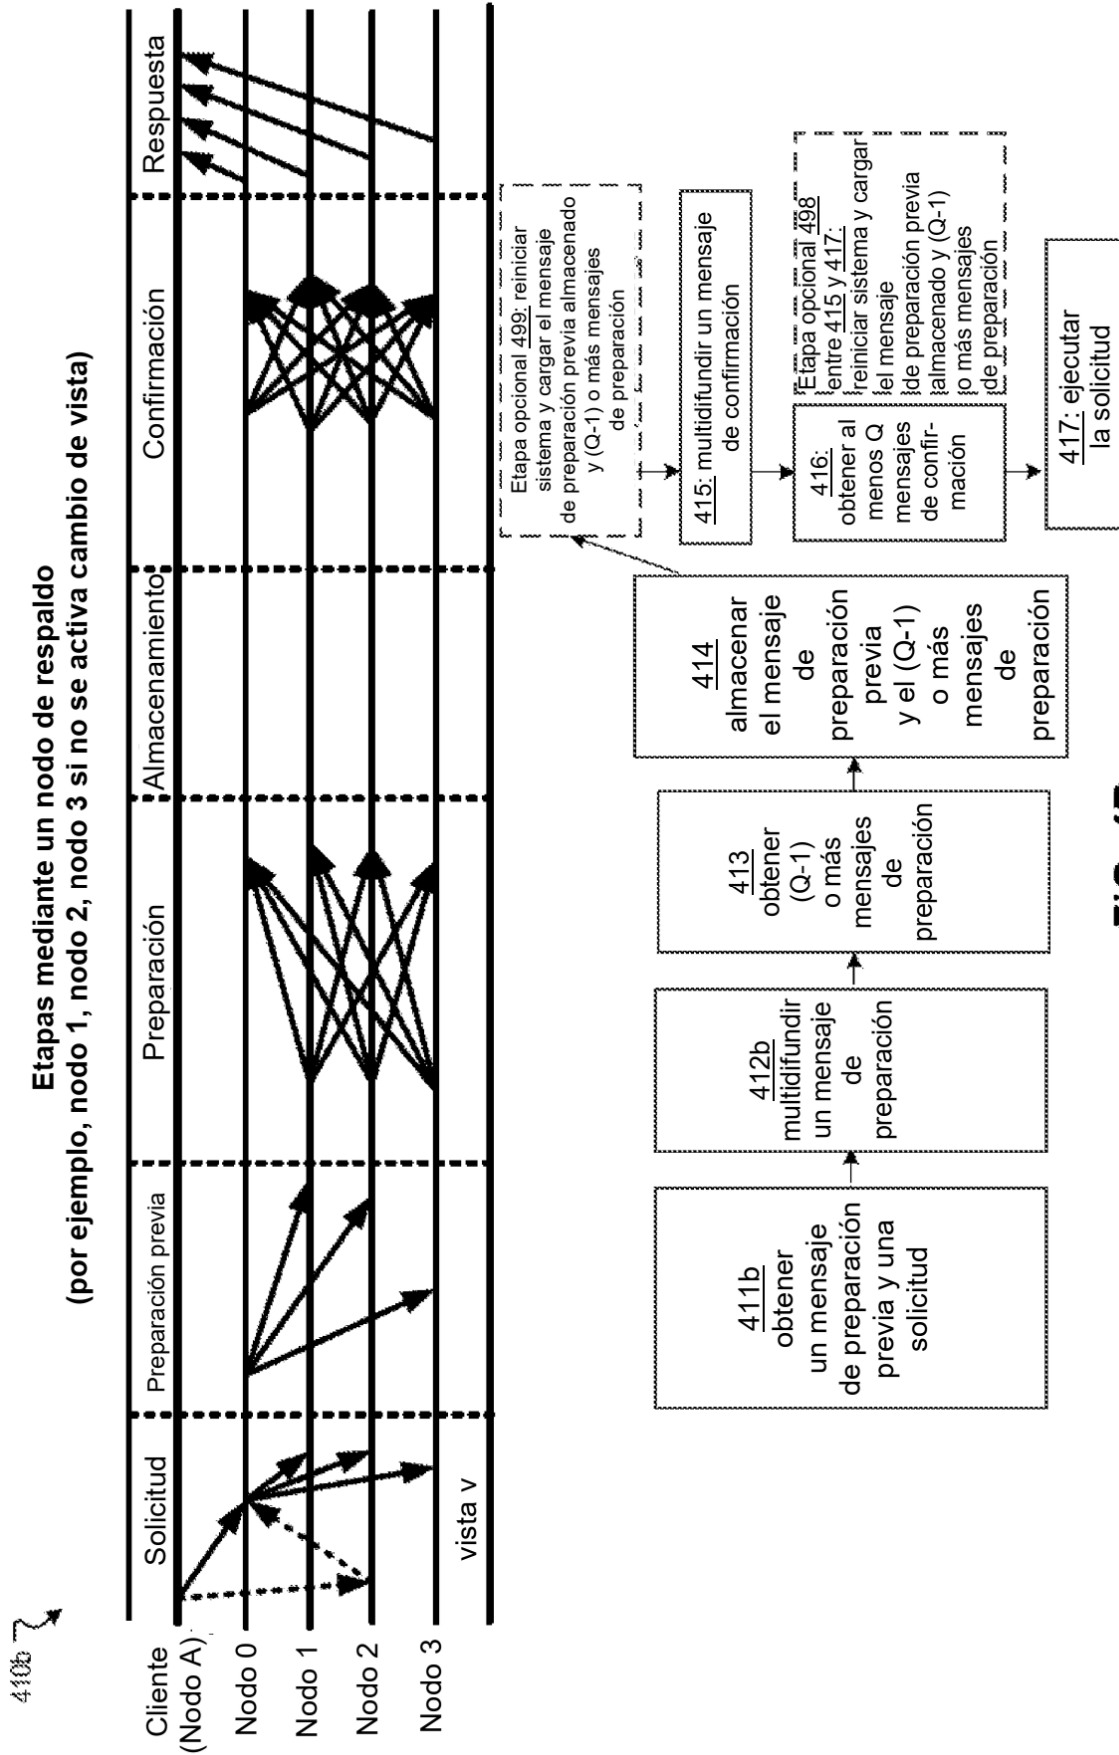 410b
Etapas mediante un nodo de respaldo
(por ejemplo, nodo 1, nodo 2, nodo 3 si no se activa cambio de vista)
Solicitud
Preparación previa
Preparación
Almacenamiento
Confirmación
Respuesta
Cliente
(Nodo A)
Nodo 0
Nodo 1
Nodo 2
Nodo 3
vista v
411b
obtener
un mensaje
de preparación
previa y una
solicitud
412b
multidifundir
un mensaje
de
preparación
413
obtener
(Q-1)
o más
mensajes
de
preparación
414
almacenar
el mensaje
de
preparación
previa
y el (Q-1)
o más
mensajes
de
preparación
Etapa opcional 499: reiniciar
sistema y cargar el mensaje
de preparación previa almacenado
y (Q-1) o más mensajes
de preparación
415: multidifundir un mensaje
de confirmación
416:
obtener al
menos Q
mensajes
de confir-
mación
Etapa opcional 498
entre 415 y 417:
reiniciar sistema y cargar
el mensaje
de preparación previa
almacenado y (Q-1)
o más mensajes
de preparación
417: ejecutar
la solicitud